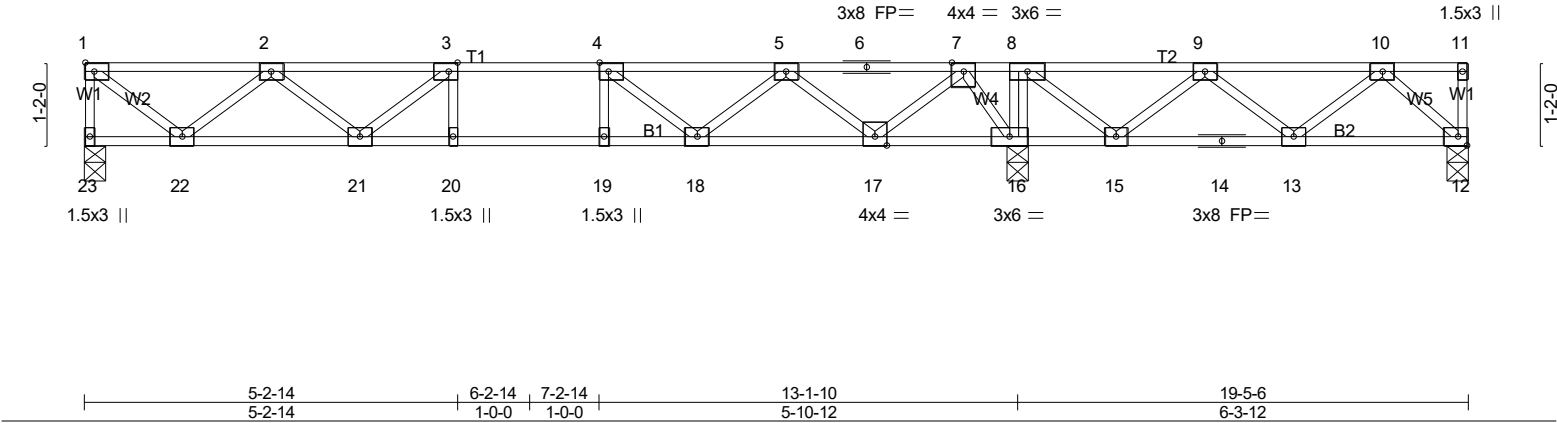 3x8 FP= 4x4 = 3x6 = 1.5x3 ||
1 2 3 4 5 6 7 8 9 10 11
T1 T2
1-2-0 W1 W2 W4 W5 W1 1-2-0
B1 B2
23 22 21 20 19 18 17 16 15 14 13 12
1.5x3 || 1.5x3 || 1.5x3 || 4x4 = 3x6 = 3x8 FP=
5-2-14 6-2-14 7-2-14 13-1-10 19-5-6
5-2-14 1-0-0 1-0-0 5-10-12 6-3-12